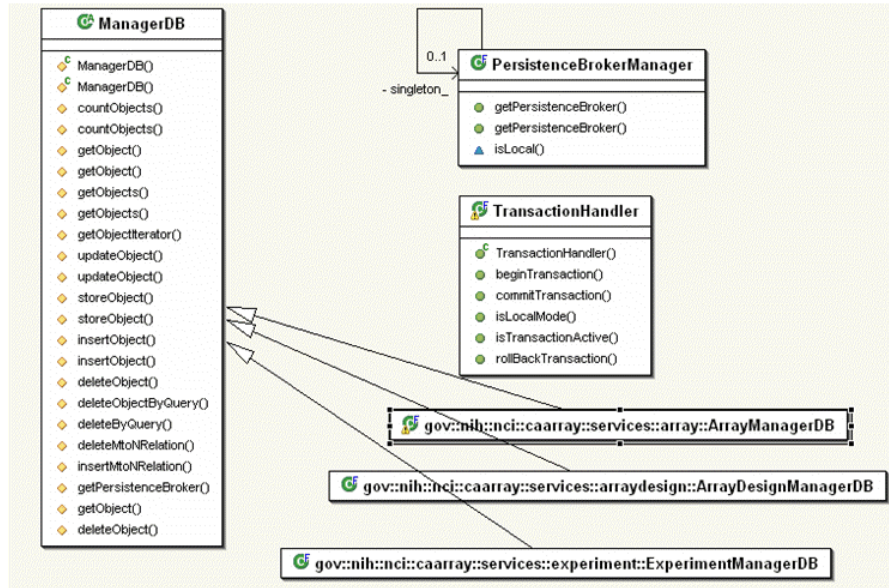 ManagerDB
ManagerDB()
ManagerDB()
countObjects()
countObjects()
getObject()
getObject()
getObjects()
getObjects()
getObjectIterator()
updateObject()
updateObject()
storeObject()
storeObject()
insertObject()
insertObject()
deleteObject()
deleteObjectByQuery()
deleteByQuery()
deleteMtoNRelation()
insertMtoNRelation()
getPersistenceBroker()
getObject()
deleteObject()
0..1
- singleton_
PersistenceBrokerManager
getPersistenceBroker()
getPersistenceBroker()
isLocal()
TransactionHandler
TransactionHandler()
beginTransaction()
commitTransaction()
isLocalMode()
isTransactionActive()
rollBackTransaction()
gov::nih::nci::caarray::services::array::ArrayManagerDB
gov::nih::nci::caarray::services::arraydesign::ArrayDesignManagerDB
gov::nih::nci::caarray::services::experiment::ExperimentManagerDB